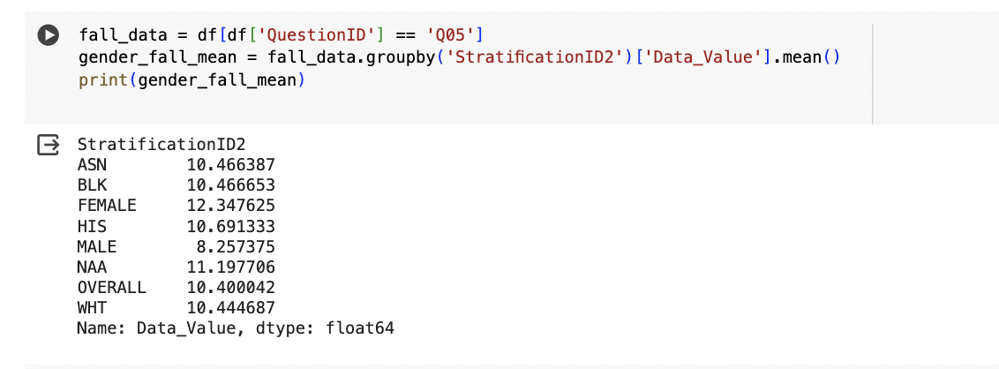 fall_data = df[df['QuestionID'] == 'Q05']
gender_fall_mean = fall_data.groupby('StratificationID2')['Data_Value'].mean()
print(gender_fall_mean)
StratificationID2
ASN        10.466387
BLK        10.466653
FEMALE     12.347625
HIS        10.691333
MALE        8.257375
NAA        11.197706
OVERALL    10.400042
WHT        10.444687
Name: Data_Value, dtype: float64